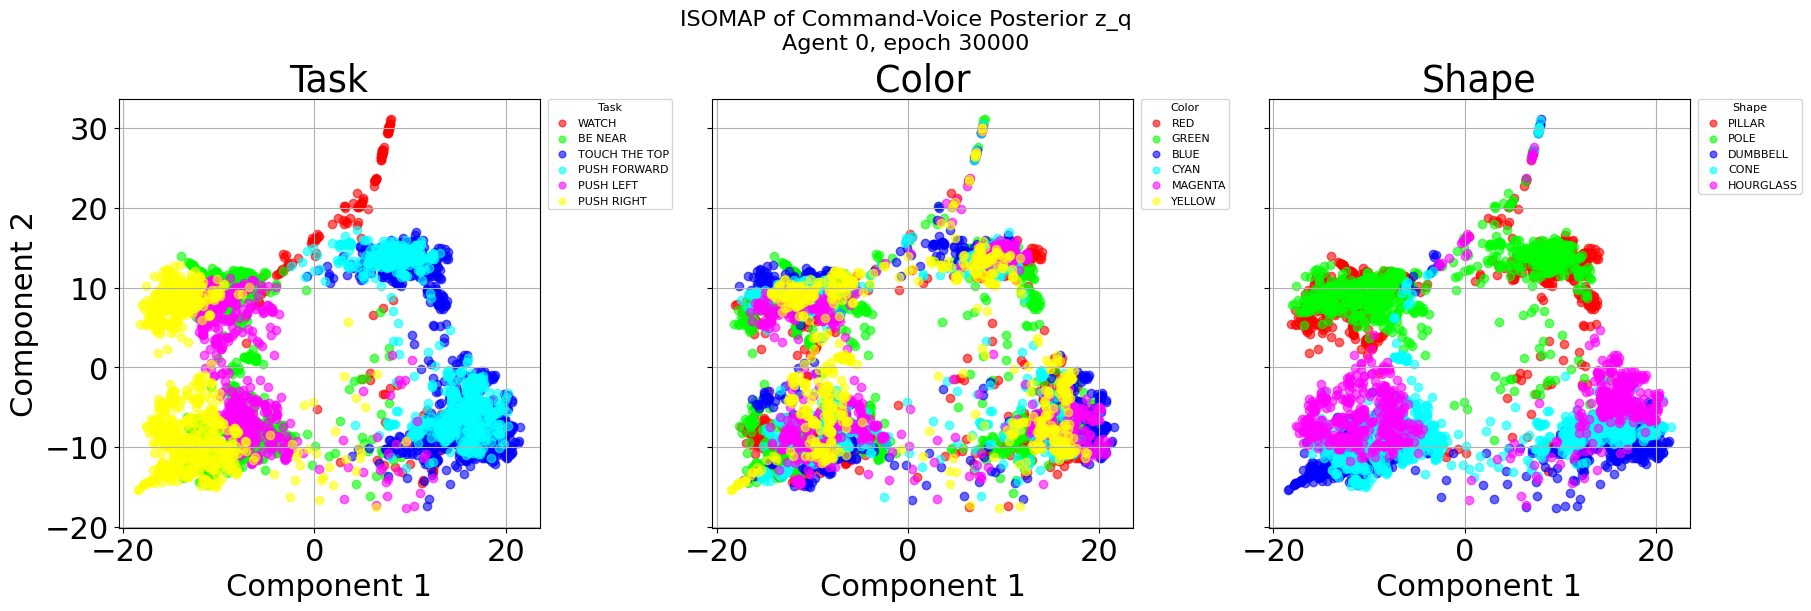 ISOMAP of Command-Voice Posterior z_q
Agent 0, epoch 30000
Task
Component 2
30
20
10
0
−10
−20
−20 0 20
Component 1
Task
WATCH
BE NEAR
TOUCH THE TOP
PUSH FORWARD
PUSH LEFT
PUSH RIGHT
Color
−20 0 20
Component 1
Color
RED
GREEN
BLUE
CYAN
MAGENTA
YELLOW
Shape
−20 0 20
Component 1
Shape
PILLAR
POLE
DUMBBELL
CONE
HOURGLASS